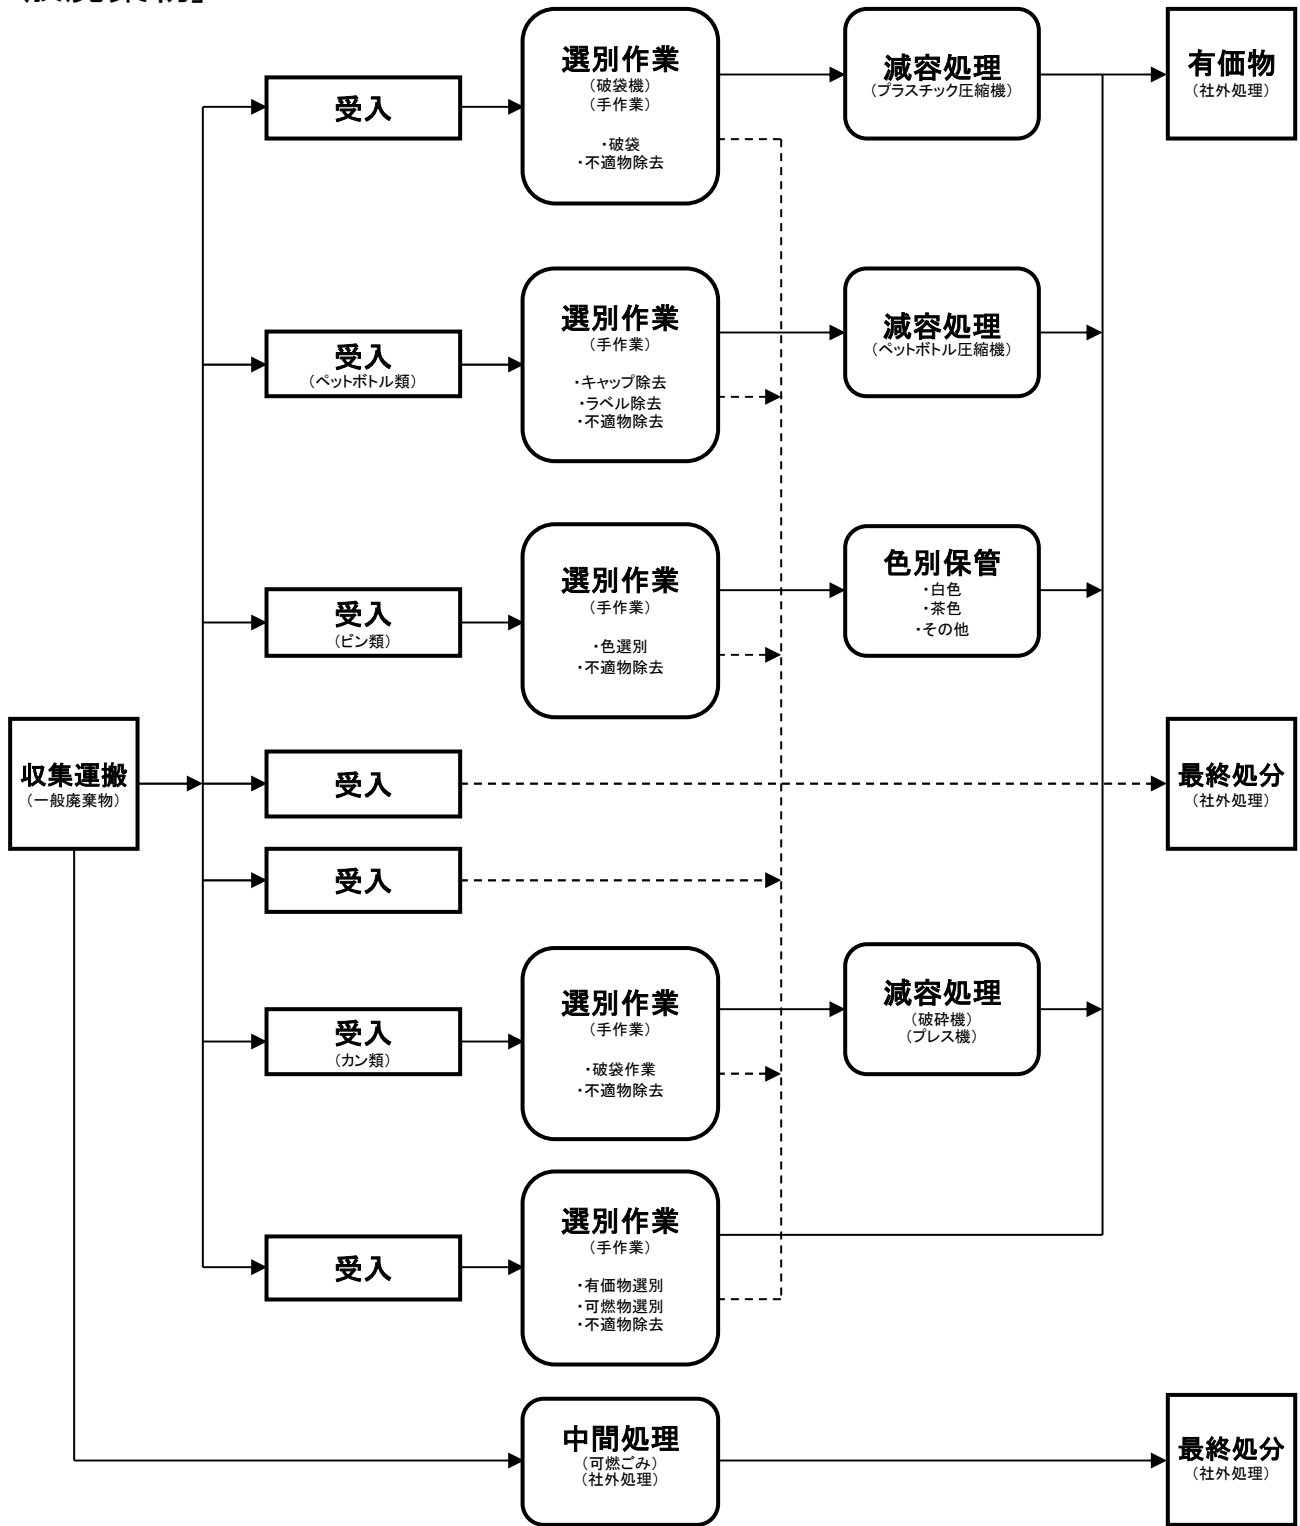 選別作業
(破袋機)
(手作業)
・破袋
・不適物除去
減容処理
(プラスチック圧縮機)
有価物
(社外処理)
受入
選別作業
(手作業)
・キャップ除去
・ラベル除去
・不適物除去
減容処理
(ペットボトル圧縮機)
受入
(ペットボトル類)
選別作業
(手作業)
・色選別
・不適物除去
色別保管
・白色
・茶色
・その他
受入
(ビン類)
収集運搬
(一般廃棄物)
受入
最終処分
(社外処理)
受入
選別作業
(手作業)
・破袋作業
・不適物除去
減容処理
(破砕機)
(プレス機)
受入
(カン類)
選別作業
(手作業)
・有価物選別
・可燃物選別
・不適物除去
受入
中間処理
(可燃ごみ)
(社外処理)
最終処分
(社外処理)